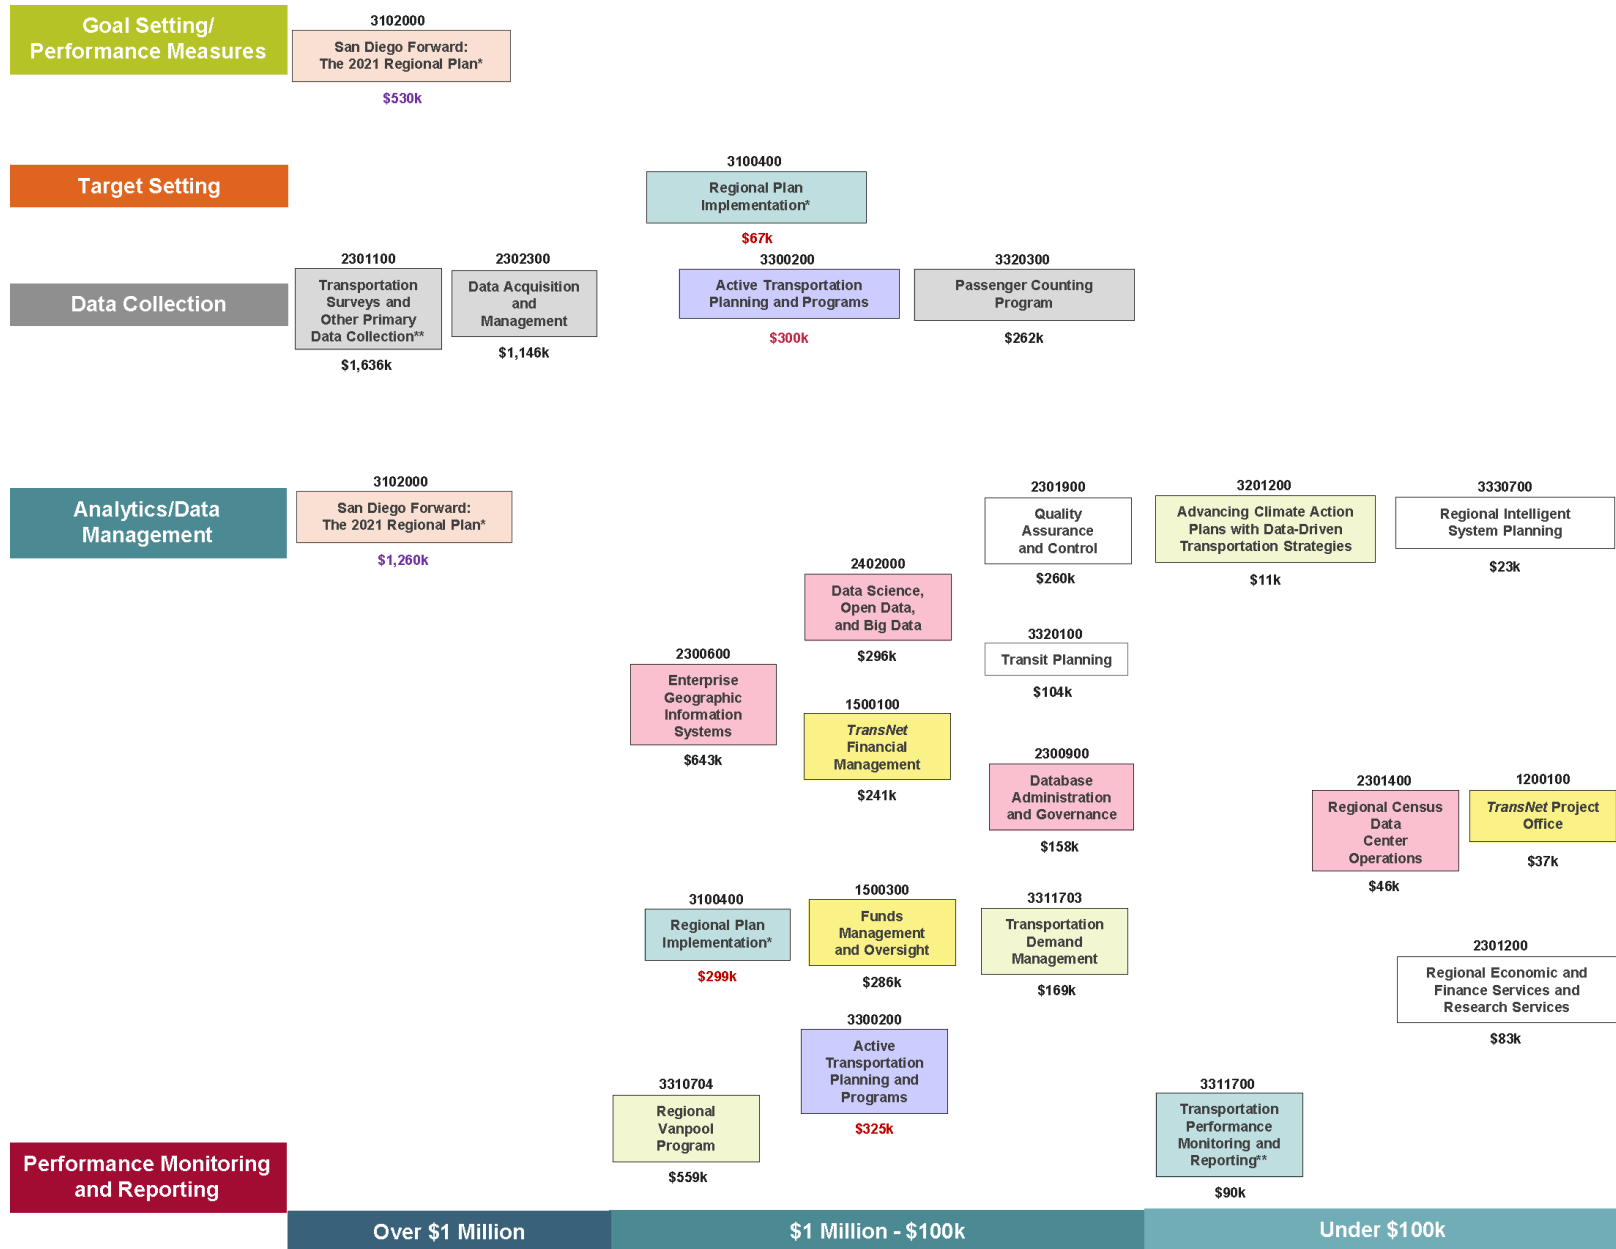 Goal Setting/
Performance Measures
3102000
San Diego Forward:
The 2021 Regional Plan*
$530k
Target Setting
3100400
Regional Plan
Implementation*
$67k
Data Collection
2301100
Transportation
Surveys and
Other Primary
Data Collection**
$1,636k
2302300
Data Acquisition
and
Management
$1,146k
3300200
Active Transportation
Planning and Programs
$300k
3320300
Passenger Counting
Program
$262k
Analytics/Data
Management
3102000
San Diego Forward:
The 2021 Regional Plan*
$1,260k
2301900
Quality
Assurance
and Control
$260k
3201200
Advancing Climate Action
Plans with Data-Driven
Transportation Strategies
$11k
3330700
Regional Intelligent
System Planning
$23k
2402000
Data Science,
Open Data,
and Big Data
$296k
3320100
Transit Planning
$104k
2300600
Enterprise
Geographic
Information
Systems
$643k
1500100
TransNet
Financial
Management
$241k
2300900
Database
Administration
and Governance
$158k
2301400
Regional Census
Data
Center
Operations
$46k
1200100
TransNet Project
Office
$37k
3100400
Regional Plan
Implementation*
$299k
1500300
Funds
Management
and Oversight
$286k
3311703
Transportation
Demand
Management
$169k
2301200
Regional Economic and
Finance Services and
Research Services
$83k
3300200
Active
Transportation
Planning and
Programs
$325k
3310704
Regional
Vanpool
Program
$559k
3311700
Transportation
Performance
Monitoring and
Reporting**
$90k
Performance Monitoring
and Reporting
Over $1 Million
$1 Million - $100k
Under $100k